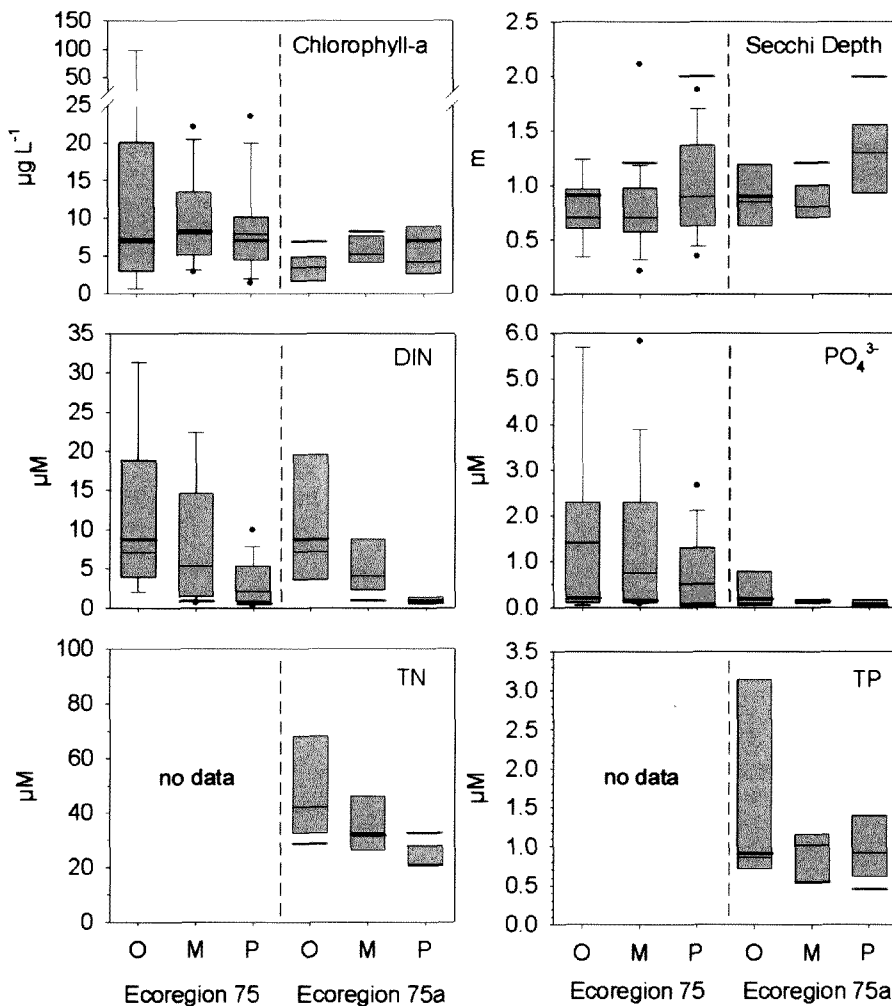 Chlorophyll-a
150
100
50
25
20
15
10
5
0
µg L⁻¹
Secchi Depth
2.5
2.0
1.5
1.0
0.5
0.0
m
DIN
35
30
25
20
15
10
5
0
µM
PO₄³⁻
6.0
5.0
4.0
3.0
2.0
1.0
0.0
µM
TN
100
80
60
40
20
0
µM
no data
O M P O M P
Ecoregion 75 Ecoregion 75a
TP
3.5
3.0
2.5
2.0
1.5
1.0
0.5
0.0
µM
no data
O M P O M P
Ecoregion 75 Ecoregion 75a